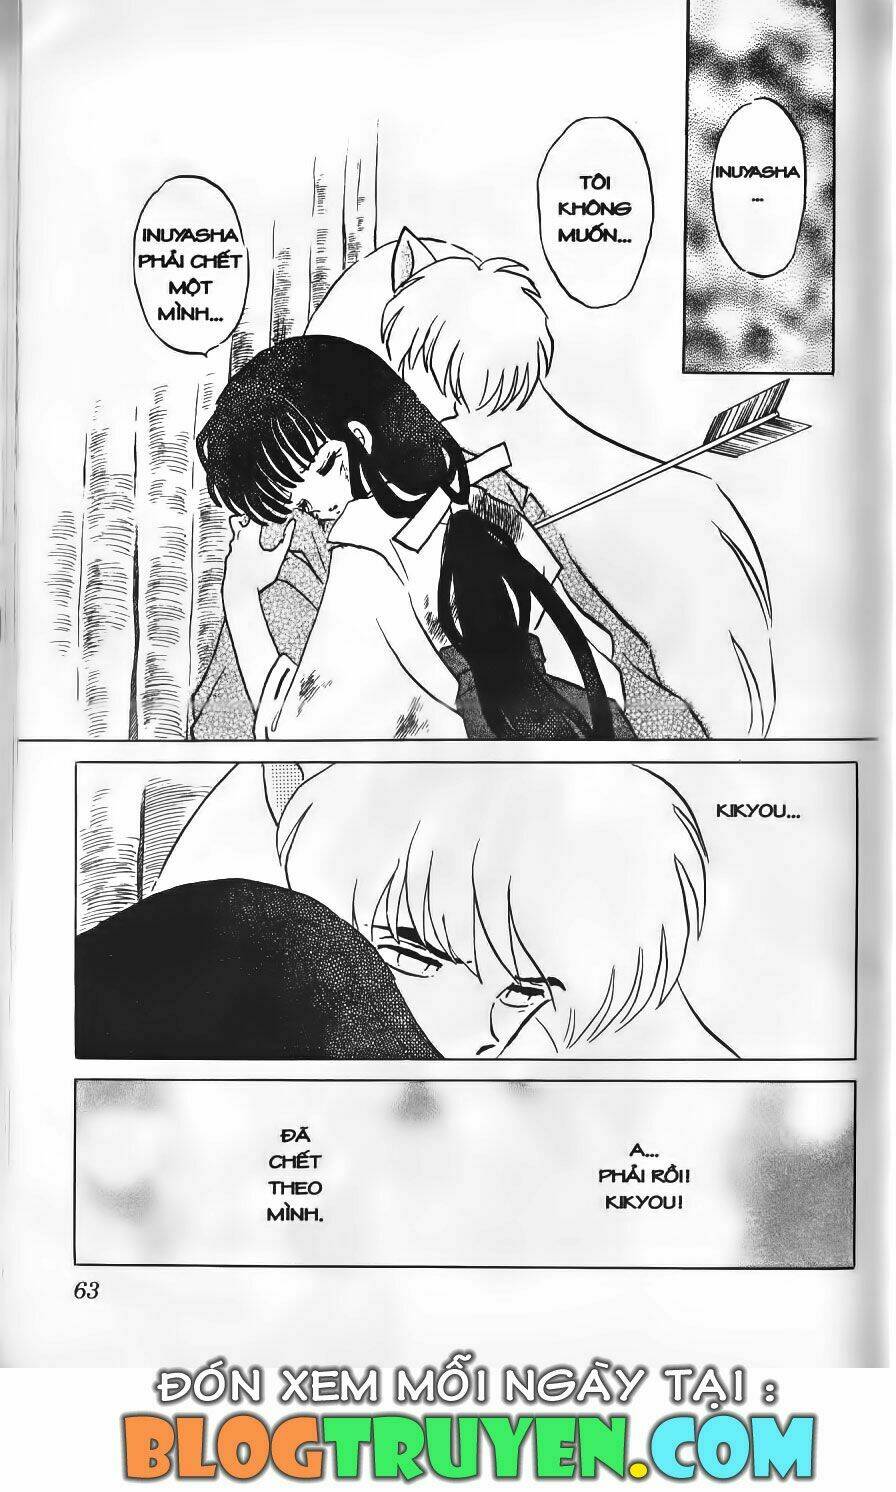 INUYASHA
...
TÔI
KHÔNG
MUỐN...
INUYASHA
PHẢI CHẾT
MỘT
MÌNH...
KIKYOU...
A...
PHẢI RỒI!
KIKYOU!
ĐÃ
CHẾT
THEO
MÌNH.
63
ĐÓN XEM MỖI NGÀY TẠI :
BLOGTRUYEN.COM